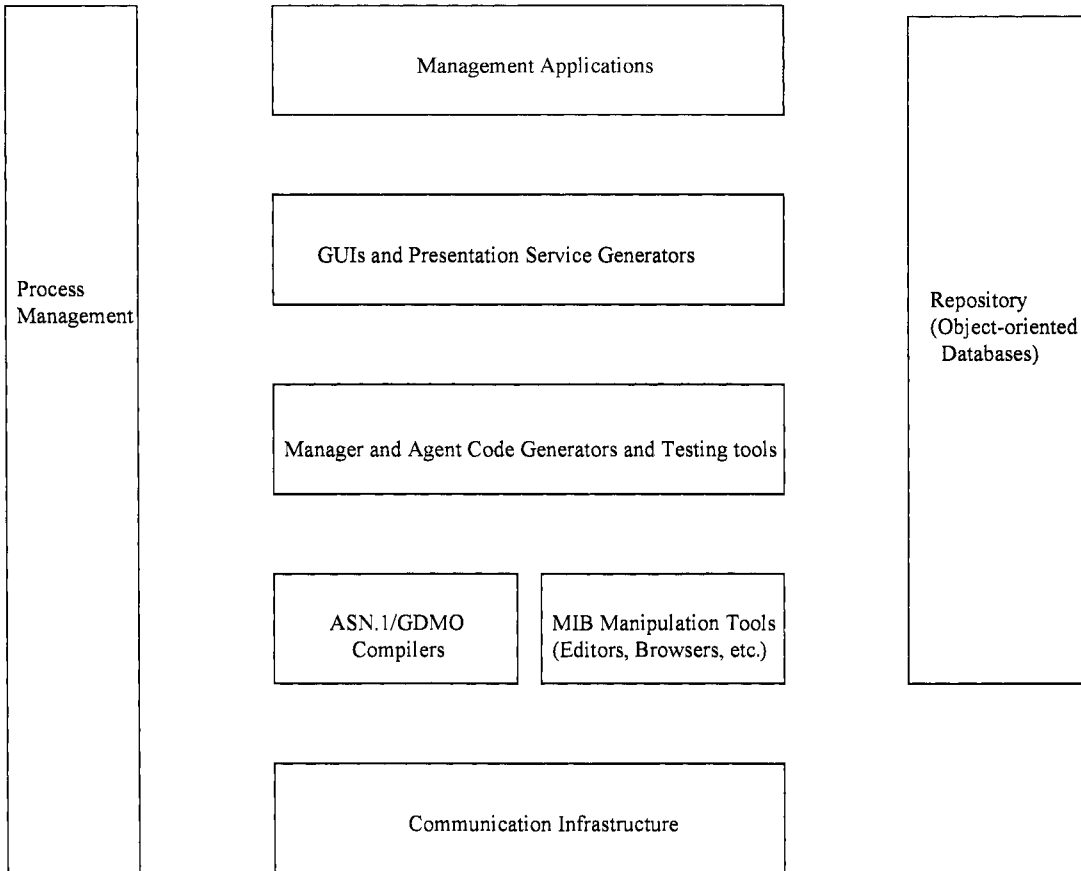 Management Applications
GUIs and Presentation Service Generators
Process
Management
Repository
(Object-oriented
Databases)
Manager and Agent Code Generators and Testing tools
ASN.1/GDMO
Compilers
MIB Manipulation Tools
(Editors, Browsers, etc.)
Communication Infrastructure